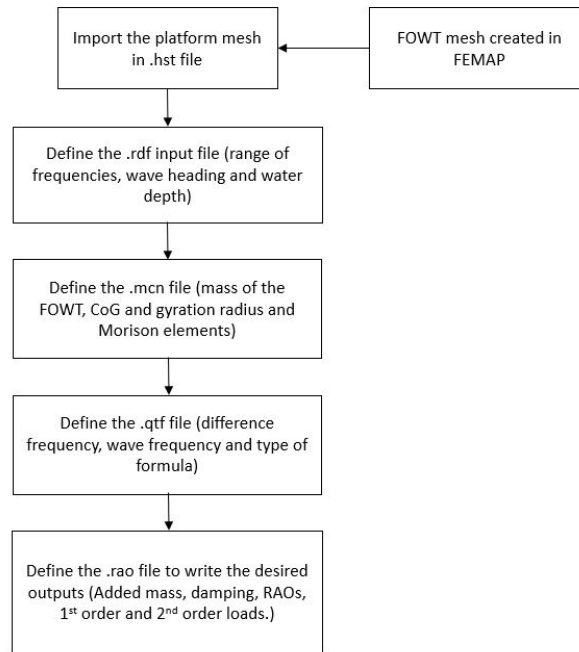 Import the platform mesh
in .hst file
FOWT mesh created in
FEMAP
Define the .rdf input file (range of
frequencies, wave heading and water
depth)
Define the .mcn file (mass of the
FOWT, CoG and gyration radius and
Morison elements)
Define the .qtf file (difference
frequency, wave frequency and type of
formula)
Define the .rao file to write the desired
outputs (Added mass, damping, RAOs,
1st order and 2nd order loads.)